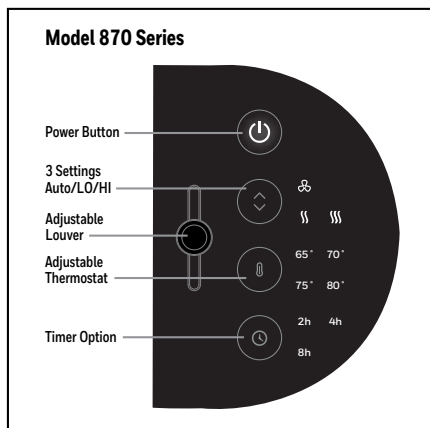 Model 870 Series
Power Button
3 Settings
Auto/LO/HI
Adjustable
Louver
Adjustable
Thermostat
65° 70°
75° 80°
Timer Option
2h 4h
8h